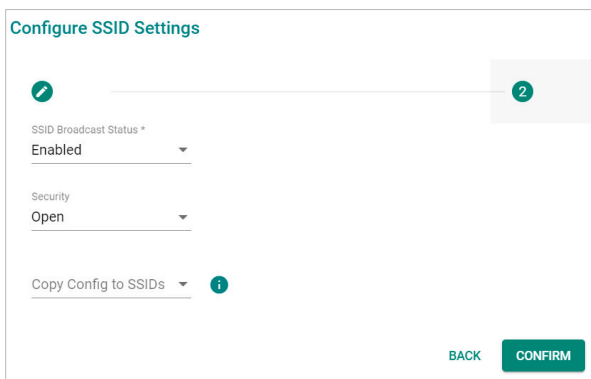 Configure SSID Settings
2
SSID Broadcast Status *
Enabled
Security
Open
Copy Config to SSIDs
i
BACK CONFIRM